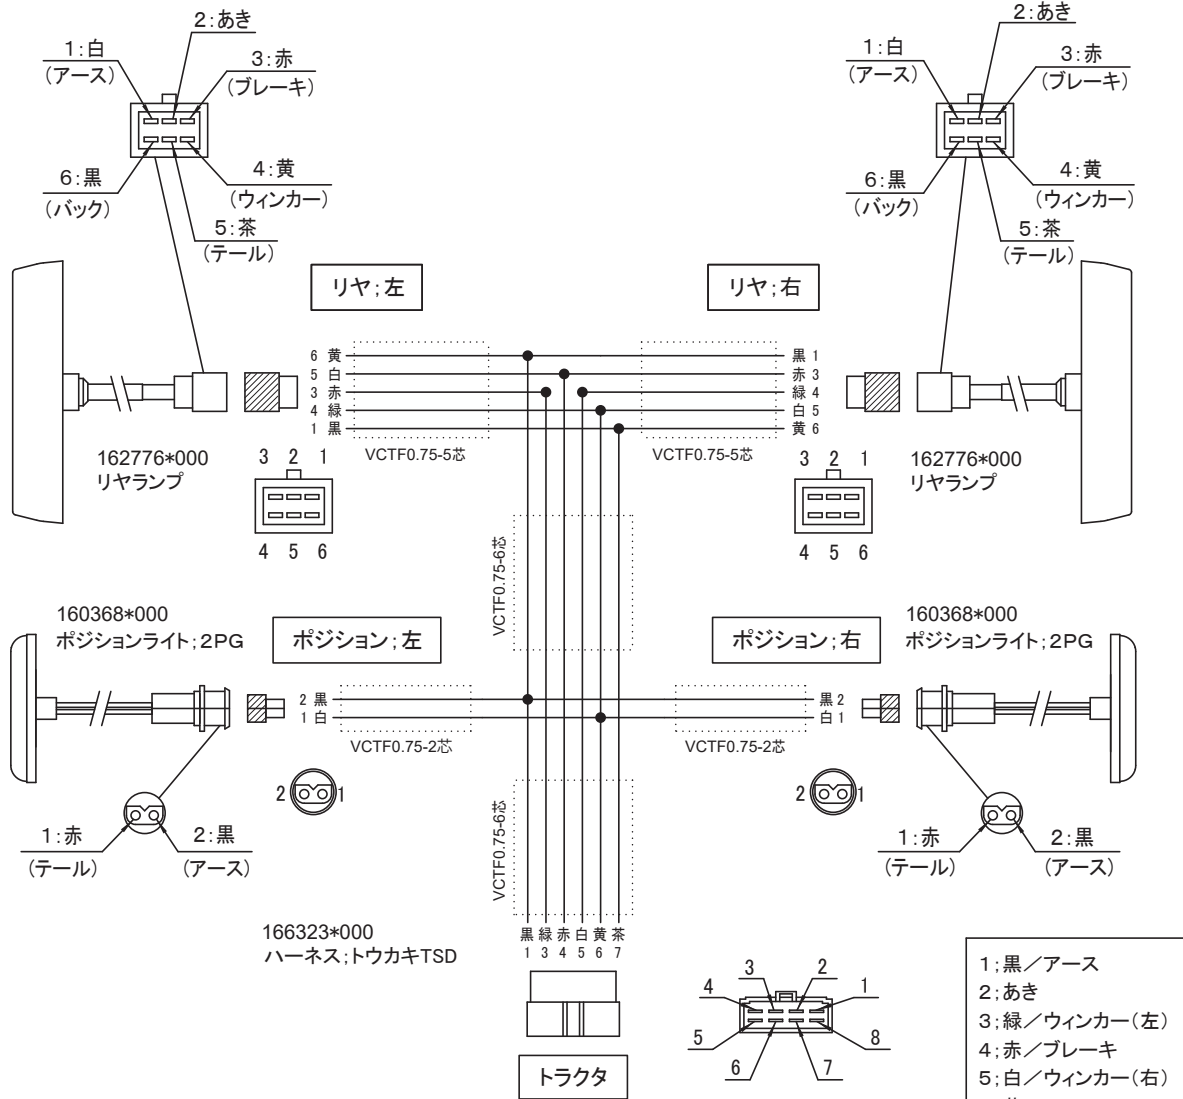 2:あき
1:白
(アース)
3:赤
(ブレーキ)
6:黒
(バック)
4:黄
(ウィンカー)
5:茶
(テール)
2:あき
1:白
(アース)
3:赤
(ブレーキ)
6:黒
(バック)
4:黄
(ウィンカー)
5:茶
(テール)
リヤ;左
リヤ;右
6 黄
5 白
3 赤
4 緑
1 黒
黒 1
赤 3
緑 4
白 5
黄 6
VCTF0.75-5芯
VCTF0.75-5芯
162776*000
リヤランプ
3 2 1
4 5 6
3 2 1
4 5 6
162776*000
リヤランプ
VCTF0.75-6芯
160368*000
ポジションライト;2PG
ポジション;左
ポジション;右
160368*000
ポジションライト;2PG
2 黒
1 白
黒 2
白 1
VCTF0.75-2芯
VCTF0.75-2芯
2 1
2 1
1:赤
(テール)
2:黒
(アース)
1:赤
(テール)
2:黒
(アース)
VCTF0.75-6芯
166323*000
ハーネス;トウカキTSD
黒 緑 赤 白 黄 茶
1 3 4 5 6 7
トラクタ
4 3 2 1
5 6 7 8
1;黒/アース
2;あき
3;緑/ウィンカー(左)
4;赤/ブレーキ
5;白/ウィンカー(右)